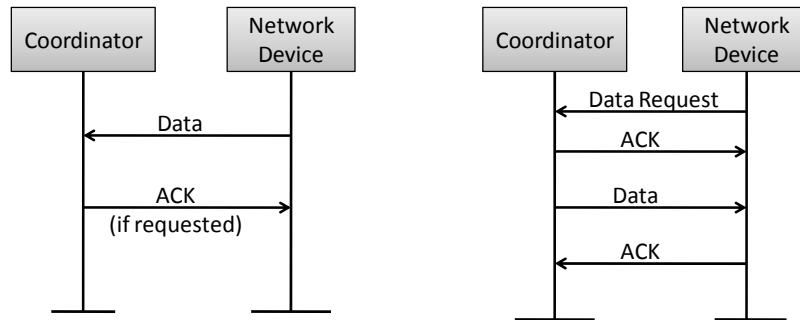 Coordinator
Network
Device
Data
ACK
(if requested)
Coordinator
Network
Device
Data Request
ACK
Data
ACK